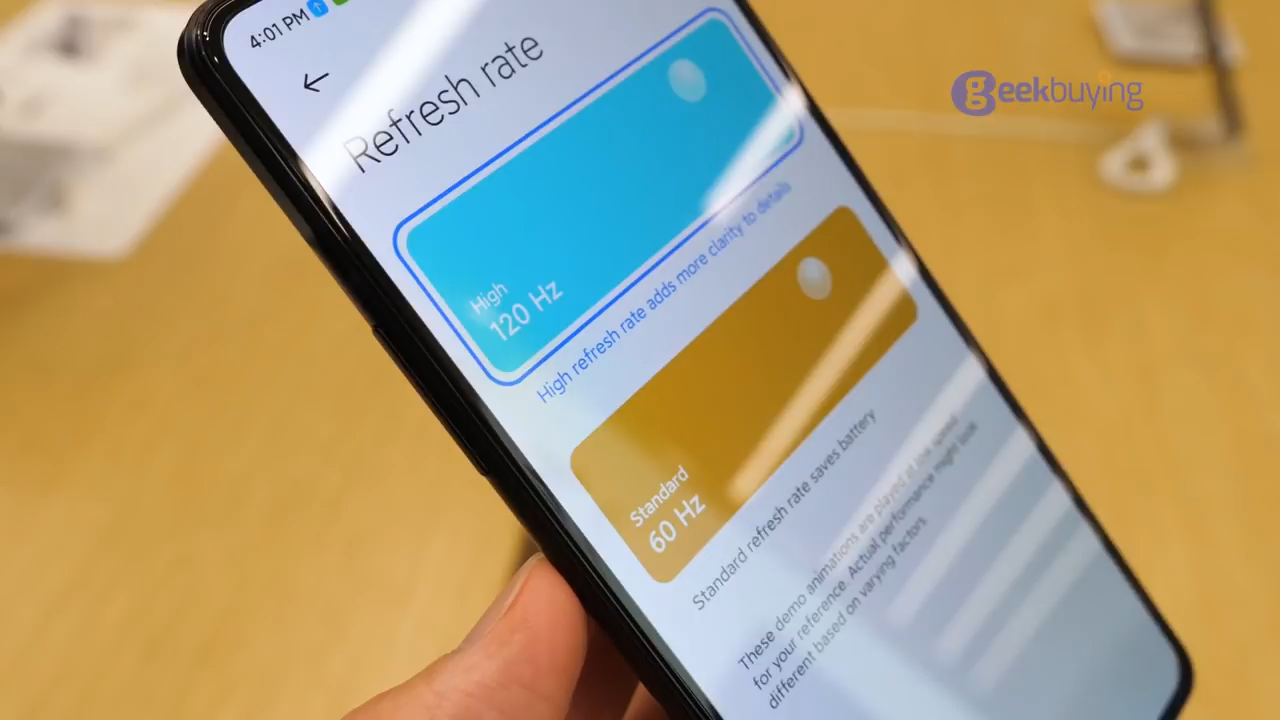 4:01 PM
Refresh rate
High
120 Hz
High refresh rate adds more clarity to details
Standard
60 Hz
Standard refresh rate saves battery
These demo animations are played at low speed
for your reference. Actual performance might look
different based on varying factors
geekbuying